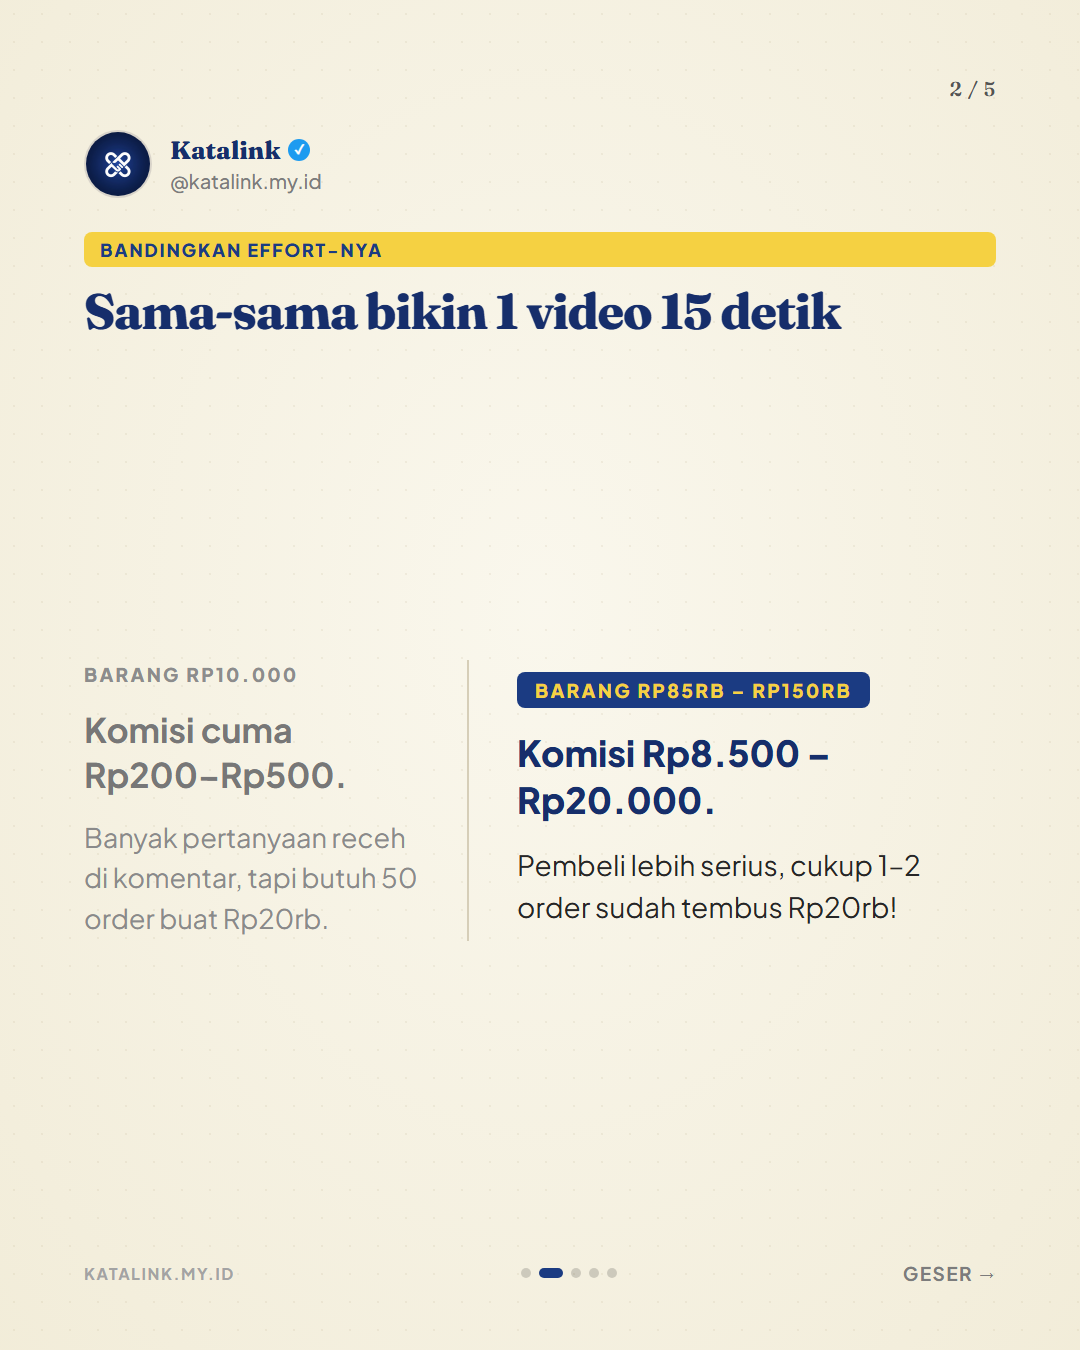 2 / 5
Katalink
@katalink.my.id
BANDINGKAN EFFORT-NYA
Sama-sama bikin 1 video 15 detik
BARANG RP10.000
Komisi cuma
Rp200–Rp500.
Banyak pertanyaan receh
di komentar, tapi butuh 50
order buat Rp20rb.
BARANG RP85RB – RP150RB
Komisi Rp8.500 –
Rp20.000.
Pembeli lebih serius, cukup 1–2
order sudah tembus Rp20rb!
KATALINK.MY.ID
GESER →